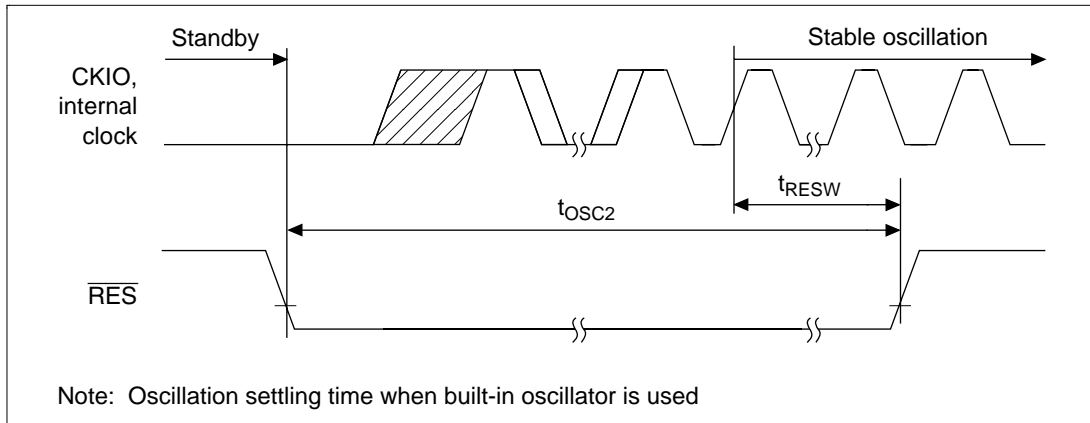 Standby
Stable oscillation
CKIO,
internal
clock
tRESW
tOSC2
RES
Note: Oscillation settling time when built-in oscillator is used